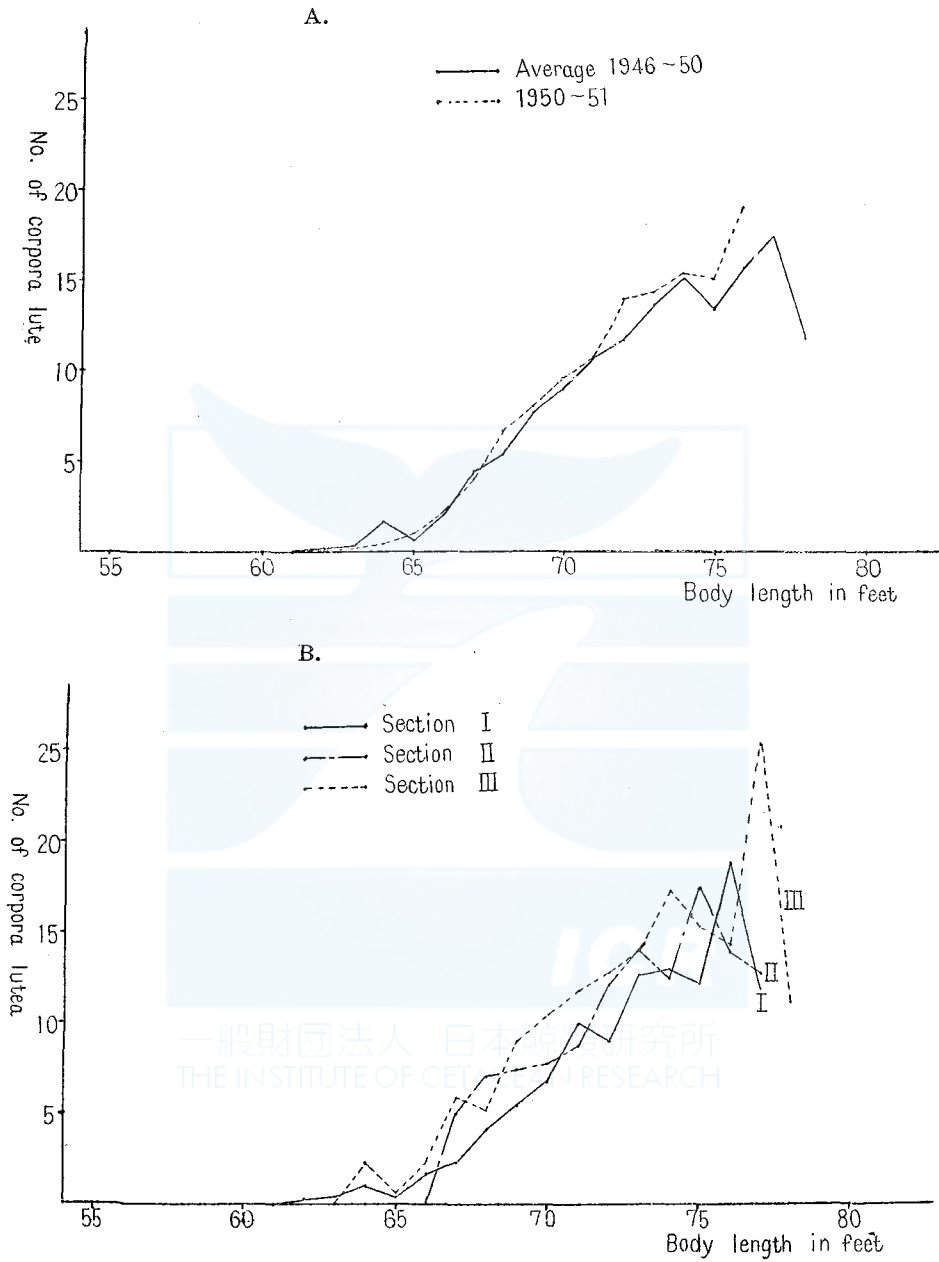 A.
Average 1946~50
1950~51
25
20
15
10
5
No. of corpora lute
55 60 65 70 75 80
Body length in feet
B.
Section I
Section II
Section III
25
20
15
10
5
No. of corpora lutea
III
II
I
55 60 65 70 75 80
Body length in feet
ICR
一般財団法人 日本鯨類研究所
THE INSTITUTE OF CETACEAN RESEARCH